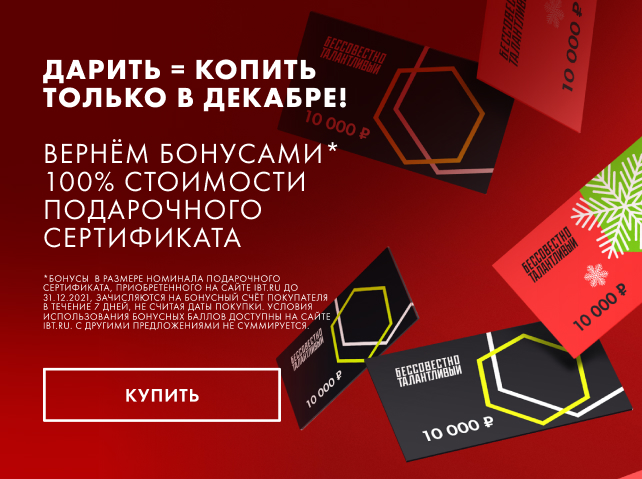 ДАРИТЬ = КОПИТЬ
ТОЛЬКО В ДЕКАБРЕ!
ВЕРНЁМ БОНУСАМИ*
100% СТОИМОСТИ
ПОДАРОЧНОГО
СЕРТИФИКАТА
*БОНУСЫ В РАЗМЕРЕ НОМИНАЛА ПОДАРОЧНОГО
СЕРТИФИКАТА, ПРИОБРЕТЕННОГО НА САЙТЕ IBT.RU ДО
31.12.2021, ЗАЧИСЛЯЮТСЯ НА БОНУСНЫЙ СЧЁТ ПОКУПАТЕЛЯ
В ТЕЧЕНИЕ 7 ДНЕЙ, НЕ СЧИТАЯ ДАТЫ ПОКУПКИ. УСЛОВИЯ
ИСПОЛЬЗОВАНИЯ БОНУСНЫХ БАЛЛОВ ДОСТУПНЫ НА САЙТЕ
IBT.RU. С ДРУГИМИ ПРЕДЛОЖЕНИЯМИ НЕ СУММИРУЕТСЯ.
КУПИТЬ
БЕССОВЕСТНО
ТАЛАНТЛИВЫЙ
10 000 ₽
БЕССОВЕСТНО
ТАЛАНТЛИВЫЙ
10 000 ₽
БЕССОВЕСТНО
ТАЛАНТЛИВЫЙ
10 000 ₽
БЕССОВЕСТНО
ТАЛАНТЛИВЫЙ
10 000 ₽
БЕССОВЕСТНО
ТАЛАНТЛИВЫЙ
10 000 ₽